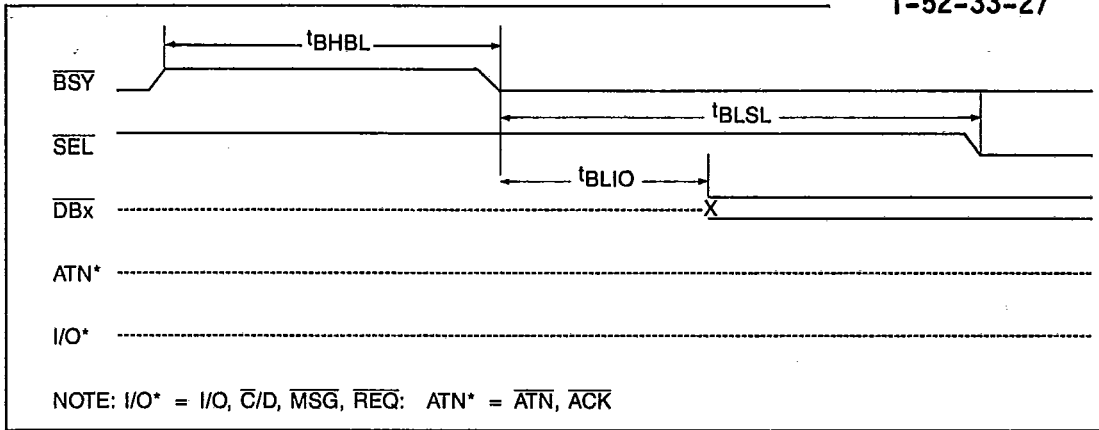 T-52-33-27
tBHBL
BSY
tBLSL
SEL
tBLIO
DBx
X
ATN*
I/O*
NOTE: I/O* = I/O, C/D, MSG, REQ: ATN* = ATN, ACK